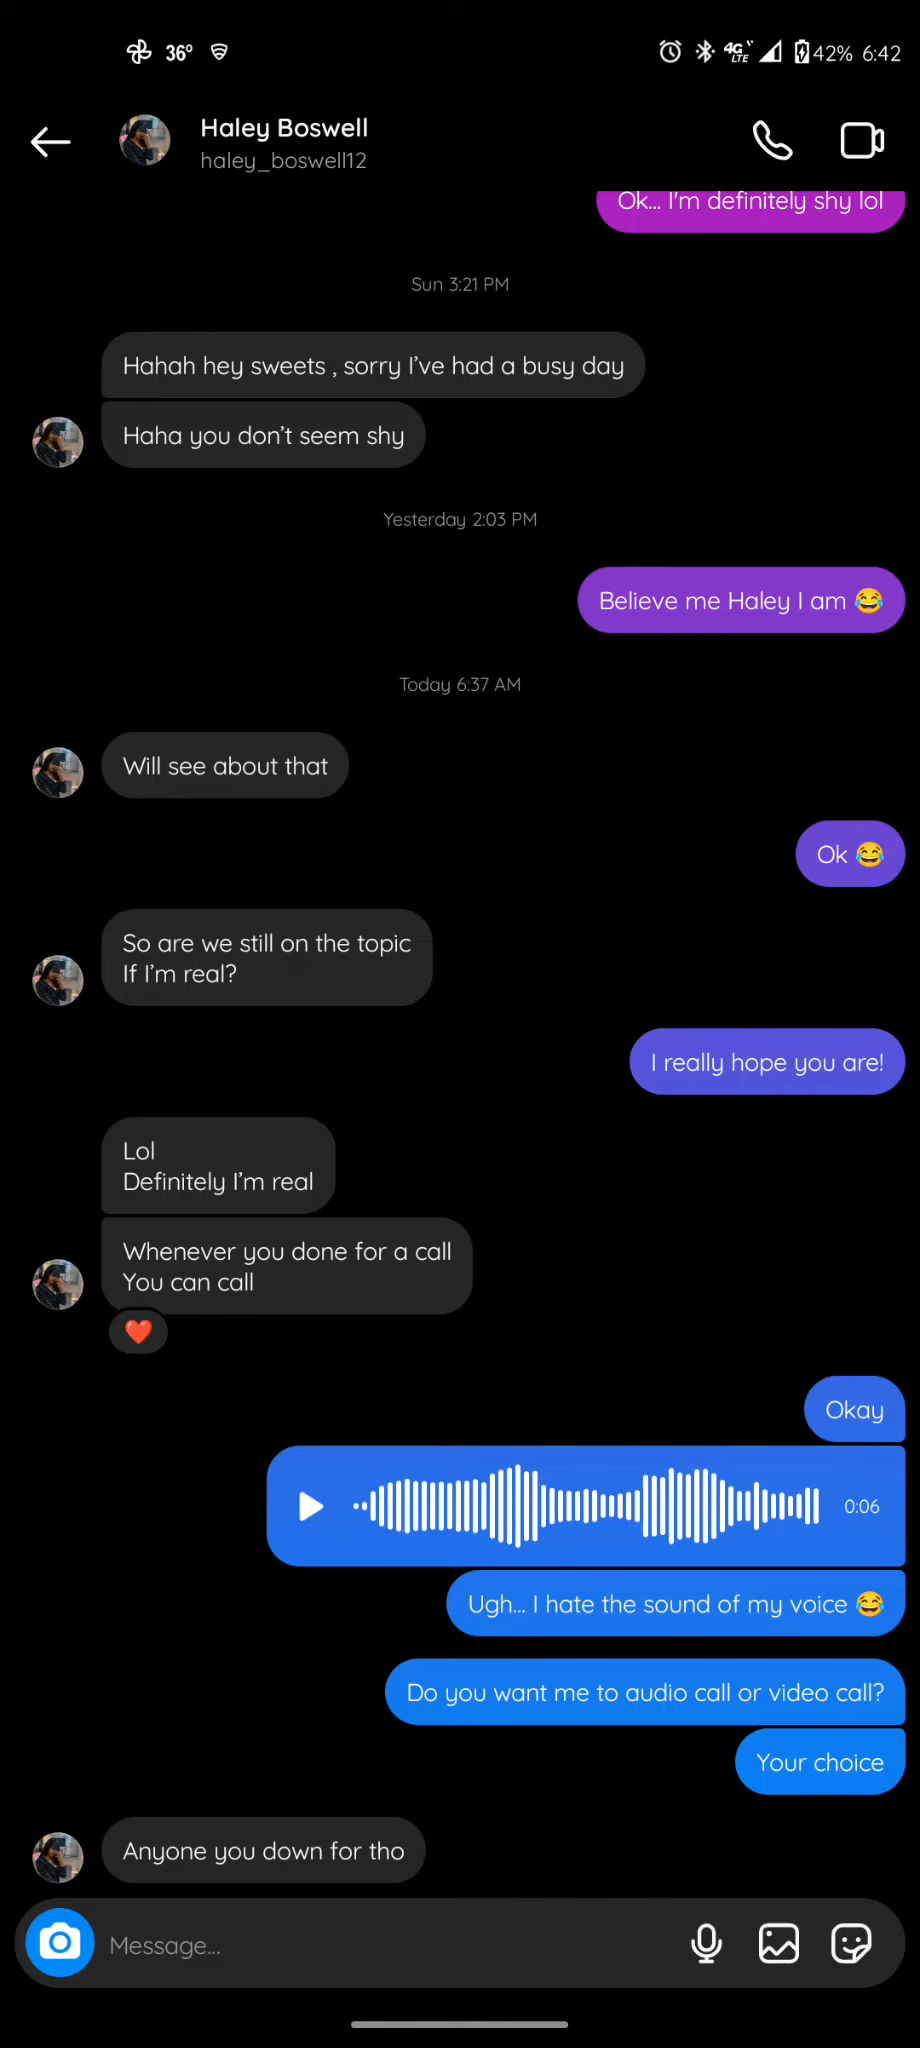 36°
4G
LTE
42% 6:42
Haley Boswell
haley_boswell12
Ok... I'm definitely shy lol
Sun 3:21 PM
Hahah hey sweets , sorry I’ve had a busy day
Haha you don’t seem shy
Yesterday 2:03 PM
Believe me Haley I am 😂
Today 6:37 AM
Will see about that
Ok 😂
So are we still on the topic
If I’m real?
I really hope you are!
Lol
Definitely I’m real
Whenever you done for a call
You can call
Okay
0:06
Ugh... I hate the sound of my voice 😂
Do you want me to audio call or video call?
Your choice
Anyone you down for tho
Message...